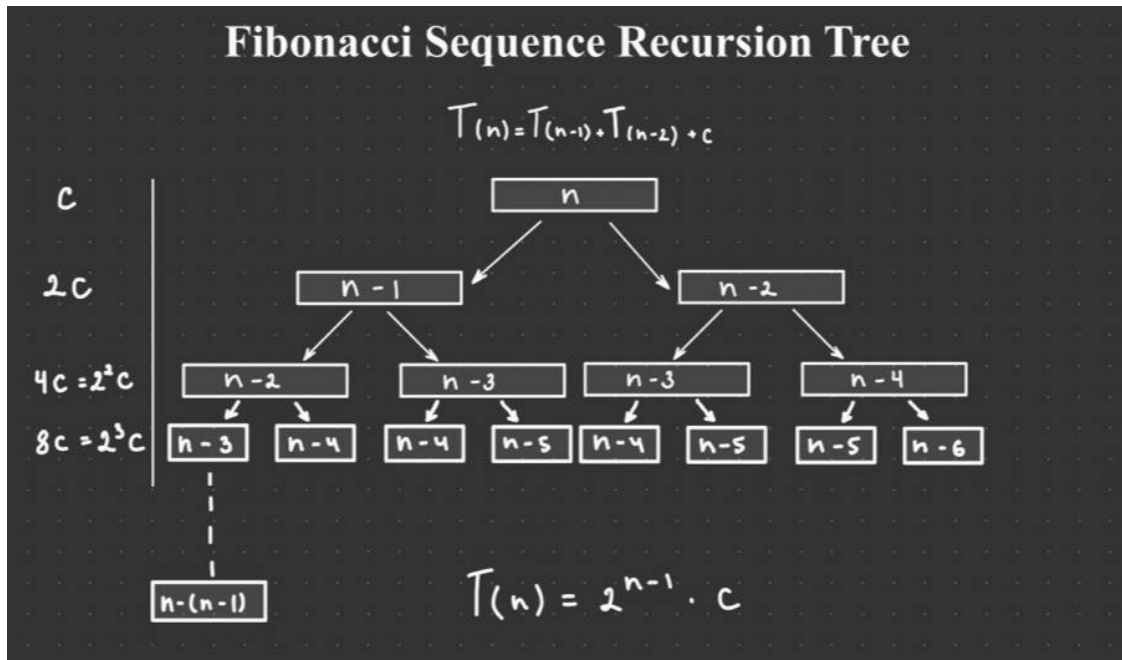 Fibonacci Sequence Recursion Tree
T(n)=T(n-1)+T(n-2)+c
c
n
2c
n-1
n-2
4c=2²c
n-2
n-3
n-3
n-4
8c=2³c
n-3
n-4
n-4
n-5
n-4
n-5
n-5
n-6
n-(n-1)
T(n) = 2ⁿ⁻¹ · c